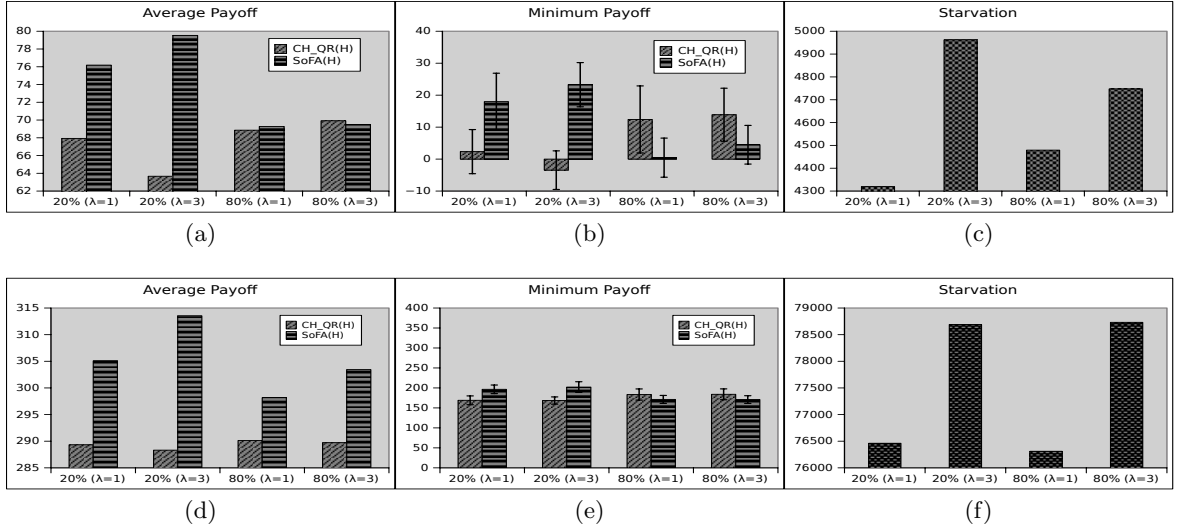 Average Payoff
80
78
76
74
72
70
68
66
64
62
CH_QR(H)
SoFA(H)
20% (λ=1) 20% (λ=3) 80% (λ=1) 80% (λ=3)
(a)
Minimum Payoff
40
30
20
10
0
−10
CH_QR(H)
SoFA(H)
20% (λ=1) 20% (λ=3) 80% (λ=1) 80% (λ=3)
(b)
Starvation
5000
4900
4800
4700
4600
4500
4400
4300
20% (λ=1) 20% (λ=3) 80% (λ=1) 80% (λ=3)
(c)
Average Payoff
315
310
305
300
295
290
285
CH_QR(H)
SoFA(H)
20% (λ=1) 20% (λ=3) 80% (λ=1) 80% (λ=3)
(d)
Minimum Payoff
400
350
300
250
200
150
100
50
0
CH_QR(H)
SoFA(H)
20% (λ=1) 20% (λ=3) 80% (λ=1) 80% (λ=3)
(e)
Starvation
79000
78500
78000
77500
77000
76500
76000
20% (λ=1) 20% (λ=3) 80% (λ=1) 80% (λ=3)
(f)